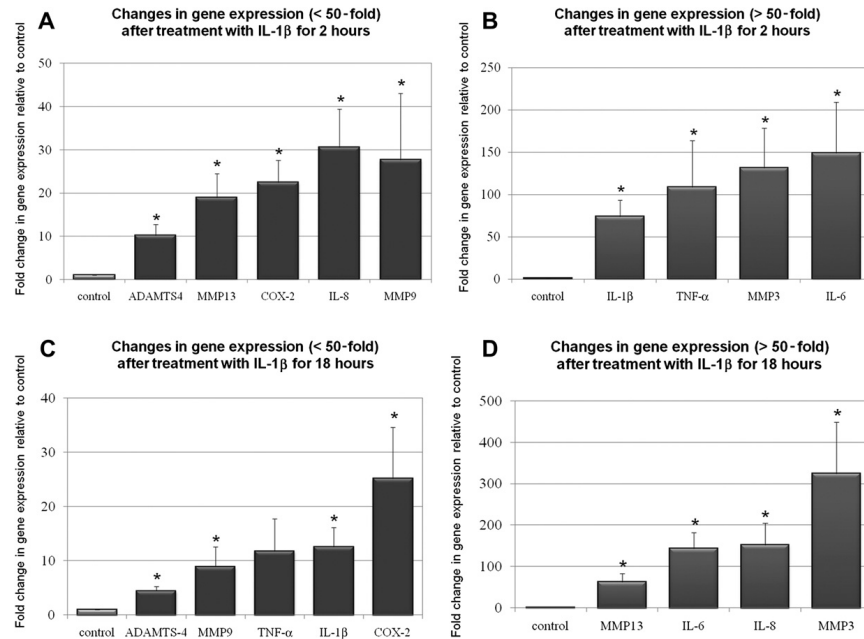 A
Changes in gene expression (< 50-fold)
after treatment with IL-1β for 2 hours
Fold change in gene expression relative to control
50
40
30
20
10
0
* * * * *
control ADAMTS4 MMP13 COX-2 IL-8 MMP9
B
Changes in gene expression (> 50-fold)
after treatment with IL-1β for 2 hours
Fold change in gene expression relative to control
250
200
150
100
50
0
* * * *
control IL-1β TNF-α MMP3 IL-6
C
Changes in gene expression (< 50-fold)
after treatment with IL-1β for 18 hours
Fold change in gene expression relative to control
40
30
20
10
0
* * * *
control ADAMTS-4 MMP9 TNF-α IL-1β COX-2
D
Changes in gene expression (> 50-fold)
after treatment with IL-1β for 18 hours
Fold change in gene expression relative to control
500
400
300
200
100
0
* * * *
control MMP13 IL-6 IL-8 MMP3